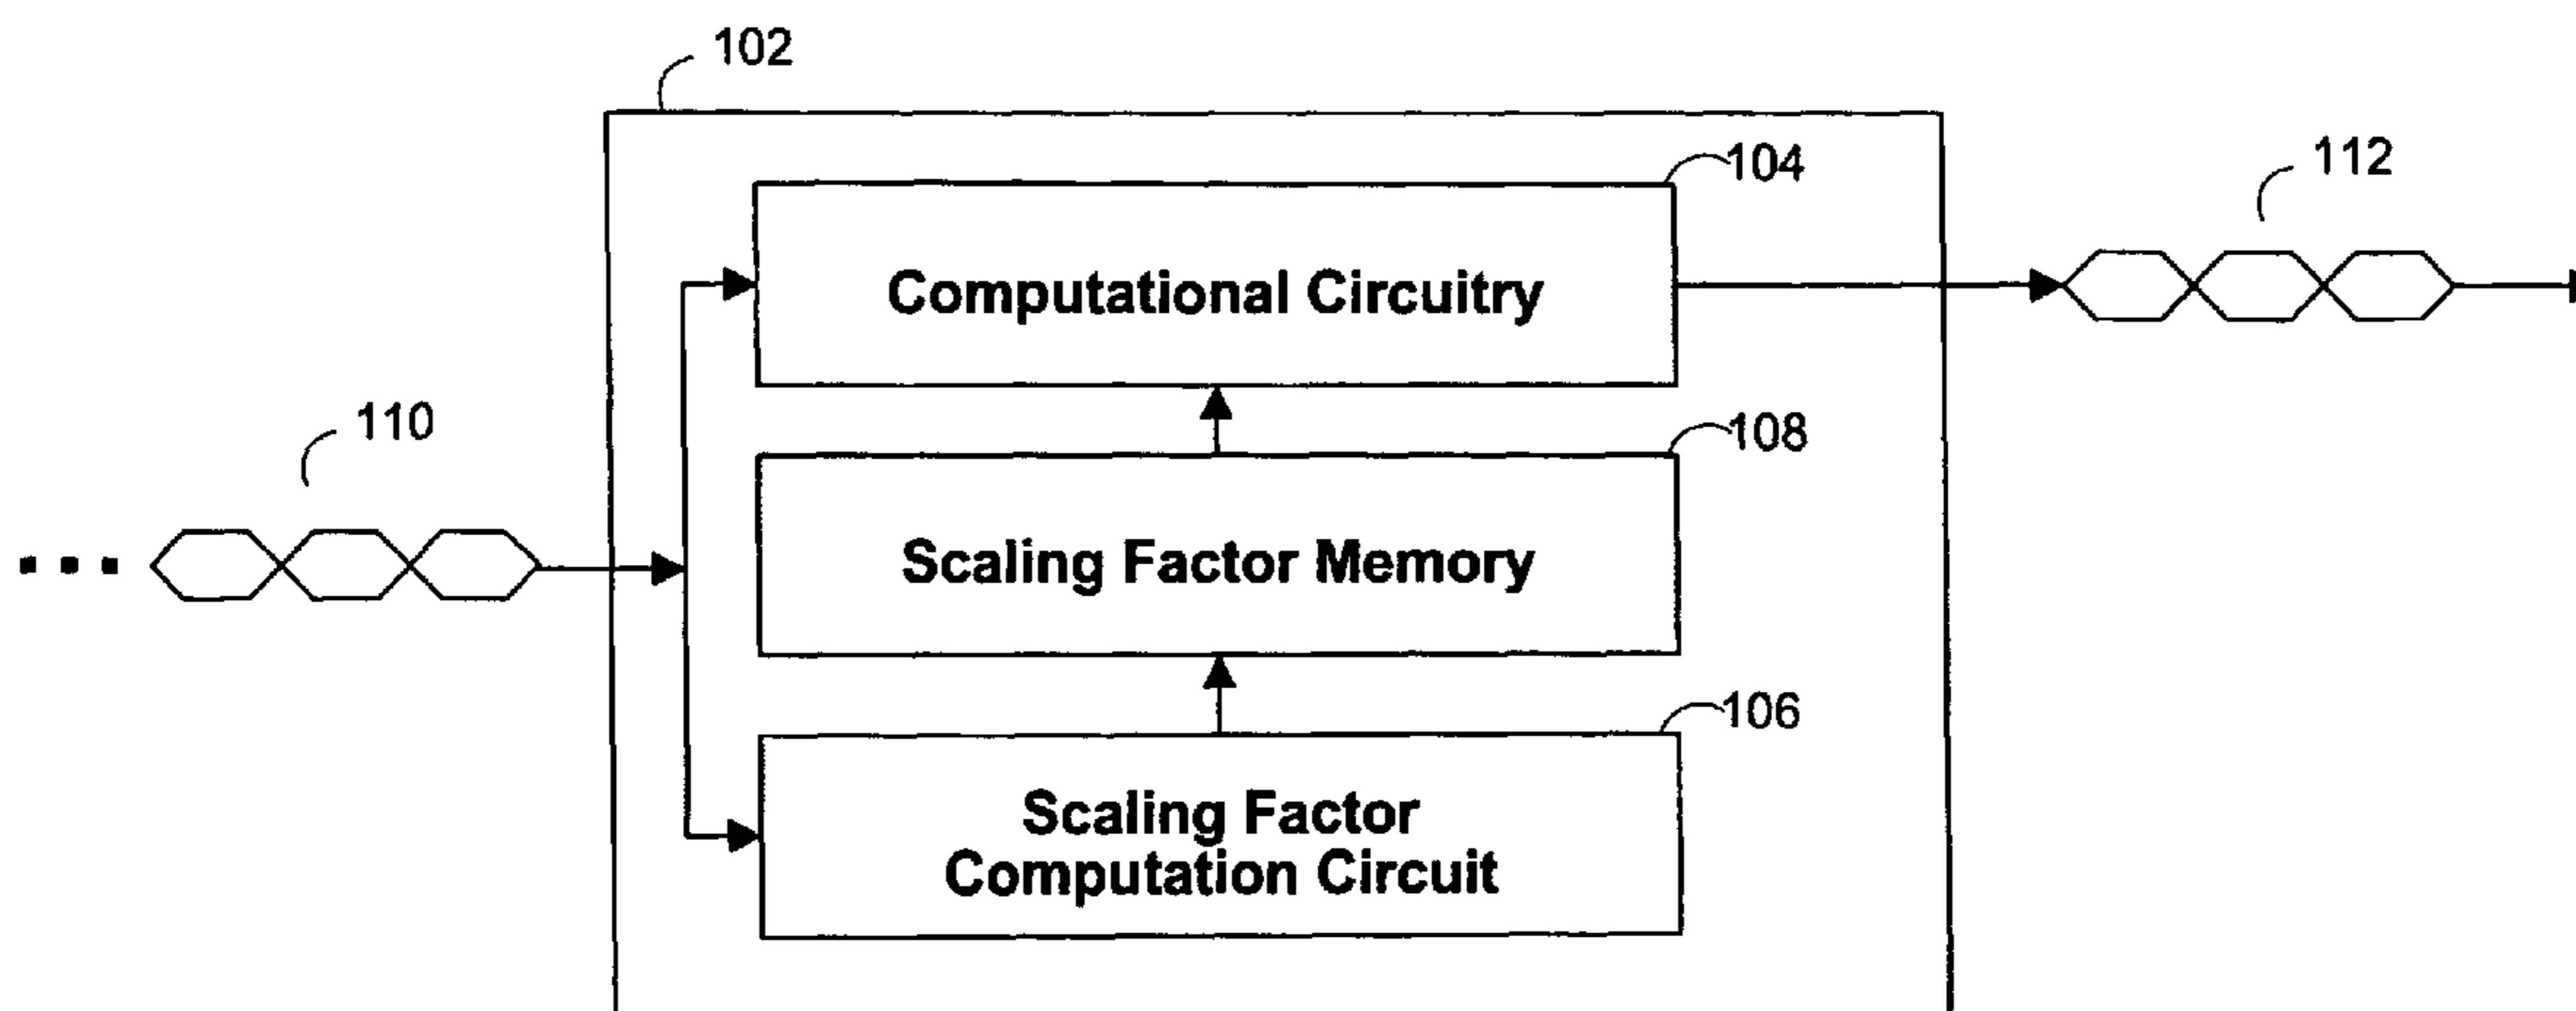 102
104
112
Computational Circuitry
110
108
Scaling Factor Memory
106
Scaling Factor
Computation Circuit